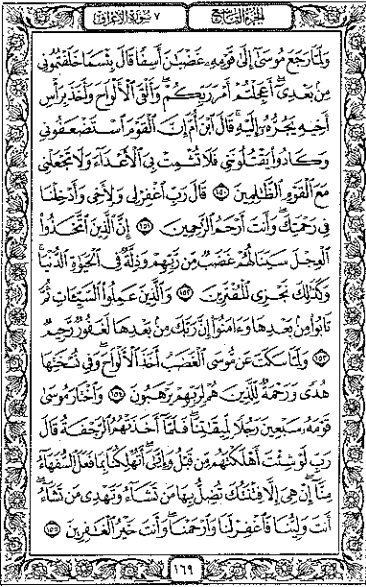 الجزء التاسع ٧ سورة الأعراف
وَلَمَّا رَجَعَ مُوسَىٰٓ إِلَىٰ قَوْمِهِۦ غَضْبَٰنَ أَسِفًا قَالَ بِئْسَمَا خَلَفْتُمُونِى
مِنۢ بَعْدِىٓ ۖ أَعَجِلْتُمْ أَمْرَ رَبِّكُمْ ۖ وَأَلْقَى ٱلْأَلْوَاحَ وَأَخَذَ بِرَأْسِ
أَخِيهِ يَجُرُّهُۥٓ إِلَيْهِ ۚ قَالَ ٱبْنَ أُمَّ إِنَّ ٱلْقَوْمَ ٱسْتَضْعَفُونِى
وَكَادُوا۟ يَقْتُلُونَنِى فَلَا تُشْمِتْ بِىَ ٱلْأَعْدَآءَ وَلَا تَجْعَلْنِى
مَعَ ٱلْقَوْمِ ٱلظَّٰلِمِينَ ١٥٠ قَالَ رَبِّ ٱغْفِرْ لِى وَلِأَخِى وَأَدْخِلْنَا
فِى رَحْمَتِكَ ۖ وَأَنتَ أَرْحَمُ ٱلرَّٰحِمِينَ ١٥١ إِنَّ ٱلَّذِينَ ٱتَّخَذُوا۟
ٱلْعِجْلَ سَيَنَالُهُمْ غَضَبٌ مِّن رَّبِّهِمْ وَذِلَّةٌ فِى ٱلْحَيَوٰةِ ٱلدُّنْيَا ۚ
وَكَذَٰلِكَ نَجْزِى ٱلْمُفْتَرِينَ ١٥٢ وَٱلَّذِينَ عَمِلُوا۟ ٱلسَّيِّـَٔاتِ ثُمَّ
تَابُوا۟ مِنۢ بَعْدِهَا وَءَامَنُوٓا۟ إِنَّ رَبَّكَ مِنۢ بَعْدِهَا لَغَفُورٌ رَّحِيمٌ
١٥٣ وَلَمَّا سَكَتَ عَن مُّوسَى ٱلْغَضَبُ أَخَذَ ٱلْأَلْوَاحَ ۖ وَفِى نُسْخَتِهَا
هُدًى وَرَحْمَةٌ لِّلَّذِينَ هُمْ لِرَبِّهِمْ يَرْهَبُونَ ١٥٤ وَٱخْتَارَ مُوسَىٰ
قَوْمَهُۥ سَبْعِينَ رَجُلًا لِّمِيقَٰتِنَا ۖ فَلَمَّآ أَخَذَتْهُمُ ٱلرَّجْفَةُ قَالَ
رَبِّ لَوْ شِئْتَ أَهْلَكْتَهُم مِّن قَبْلُ وَإِيَّٰىَ ۖ أَتُهْلِكُنَا بِمَا فَعَلَ ٱلسُّفَهَآءُ
مِنَّآ ۖ إِنْ هِىَ إِلَّا فِتْنَتُكَ تُضِلُّ بِهَا مَن تَشَآءُ وَتَهْدِى مَن تَشَآءُ ۖ
أَنتَ وَلِيُّنَا فَٱغْفِرْ لَنَا وَٱرْحَمْنَا ۖ وَأَنتَ خَيْرُ ٱلْغَٰفِرِينَ ١٥٥
١٦٩